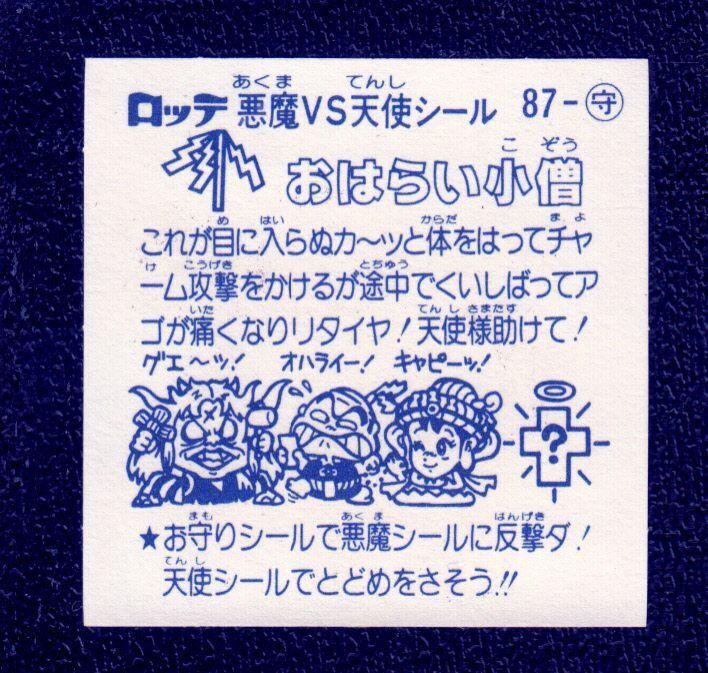 ロッテ 悪魔VS天使シール 87-守
おはらい小僧
これが目に入らぬカ〜ッと体をはってチャ
ーム攻撃をかけるが途中でくいしばってア
ゴが痛くなりリタイヤ!天使様助けて!
ゲエ〜ッ! オハライー! キャピーッ!
?
★お守りシールで悪魔シールに反撃ダ!
天使シールでとどめをさそう!!